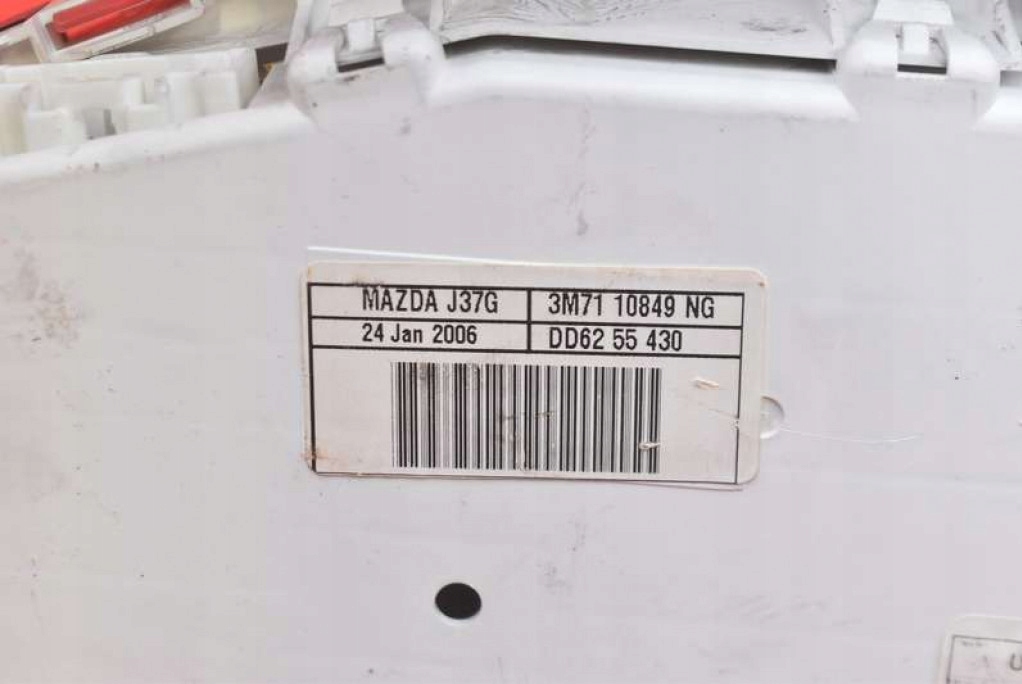 MAZDA J37G 3M71 10849 NG
24 Jan 2006 DD62 55 430